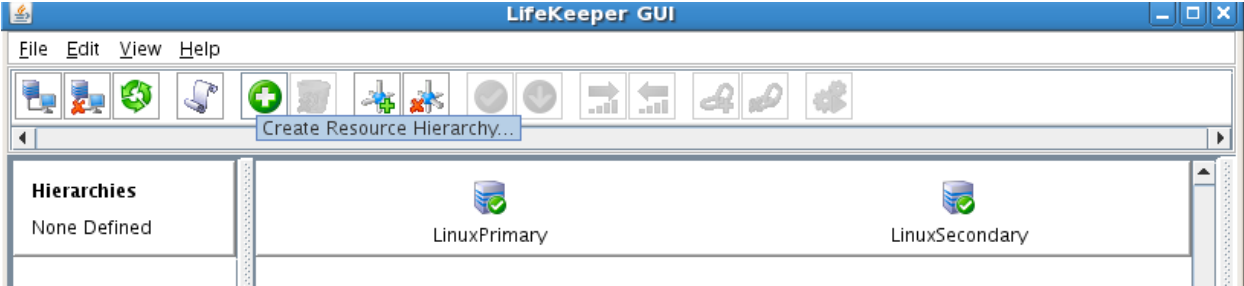 LifeKeeper GUI
File Edit View Help
Create Resource Hierarchy...
Hierarchies
None Defined
LinuxPrimary
LinuxSecondary